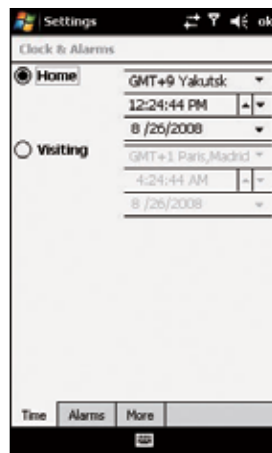 Settings
ok
Clock & Alarms
Home
GMT+9 Yakutsk
12:24:44 PM
8 /26/2008
Visiting
GMT+1 Paris,Madrid
4:24:44 AM
8 /26/2008
Time
Alarms
More